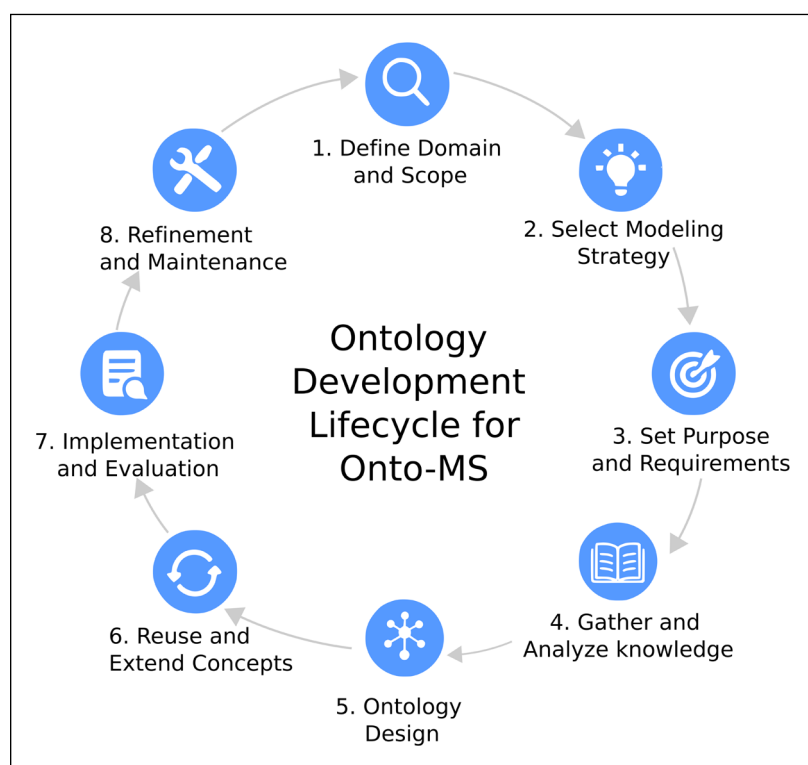 1. Define Domain
and Scope
2. Select Modeling
Strategy
3. Set Purpose
and Requirements
4. Gather and
Analyze knowledge
5. Ontology
Design
6. Reuse and
Extend Concepts
7. Implementation
and Evaluation
8. Refinement
and Maintenance
Ontology
Development
Lifecycle for
Onto-MS